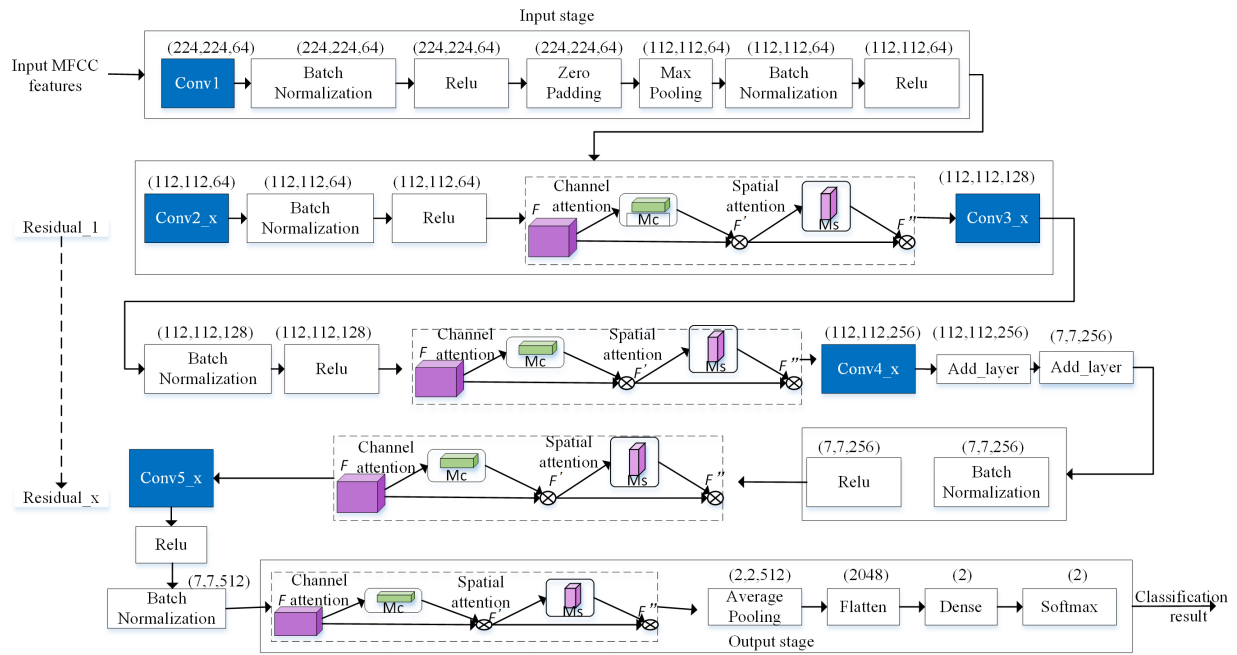 Input stage
Input MFCC
features
(224,224,64) (224,224,64) (224,224,64) (224,224,64) (112,112,64) (112,112,64) (112,112,64)
Conv1
Batch
Normalization
Relu
Zero
Padding
Max
Pooling
Batch
Normalization
Relu
Residual_1
(112,112,64) (112,112,64) (112,112,64) (112,112,128)
Conv2_x
Batch
Normalization
Relu
Channel
attention
F
Mc
F'
Spatial
attention
Ms
F''
Conv3_x
(112,112,128) (112,112,128) (112,112,256) (112,112,256) (7,7,256)
Batch
Normalization
Relu
Channel
attention
F
Mc
F'
Spatial
attention
Ms
F''
Conv4_x
Add_layer
Add_layer
Residual_x
Conv5_x
Channel
attention
F
Mc
F'
Spatial
attention
Ms
F''
(7,7,256) (7,7,256)
Relu
Batch
Normalization
Relu
(7,7,512)
Batch
Normalization
Channel
attention
F
Mc
F'
Spatial
attention
Ms
F''
(2,2,512) (2048) (2) (2)
Average
Pooling
Flatten
Dense
Softmax
Classification
result
Output stage